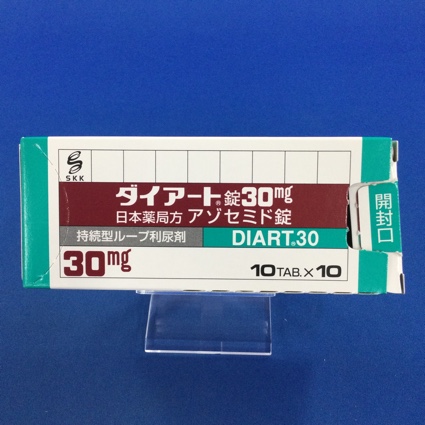 SKK
ダイアート®錠30mg
日本薬局方 アゾセミド錠
持続型ループ利尿剤 DIART®30
30mg
10TAB.×10
開封口